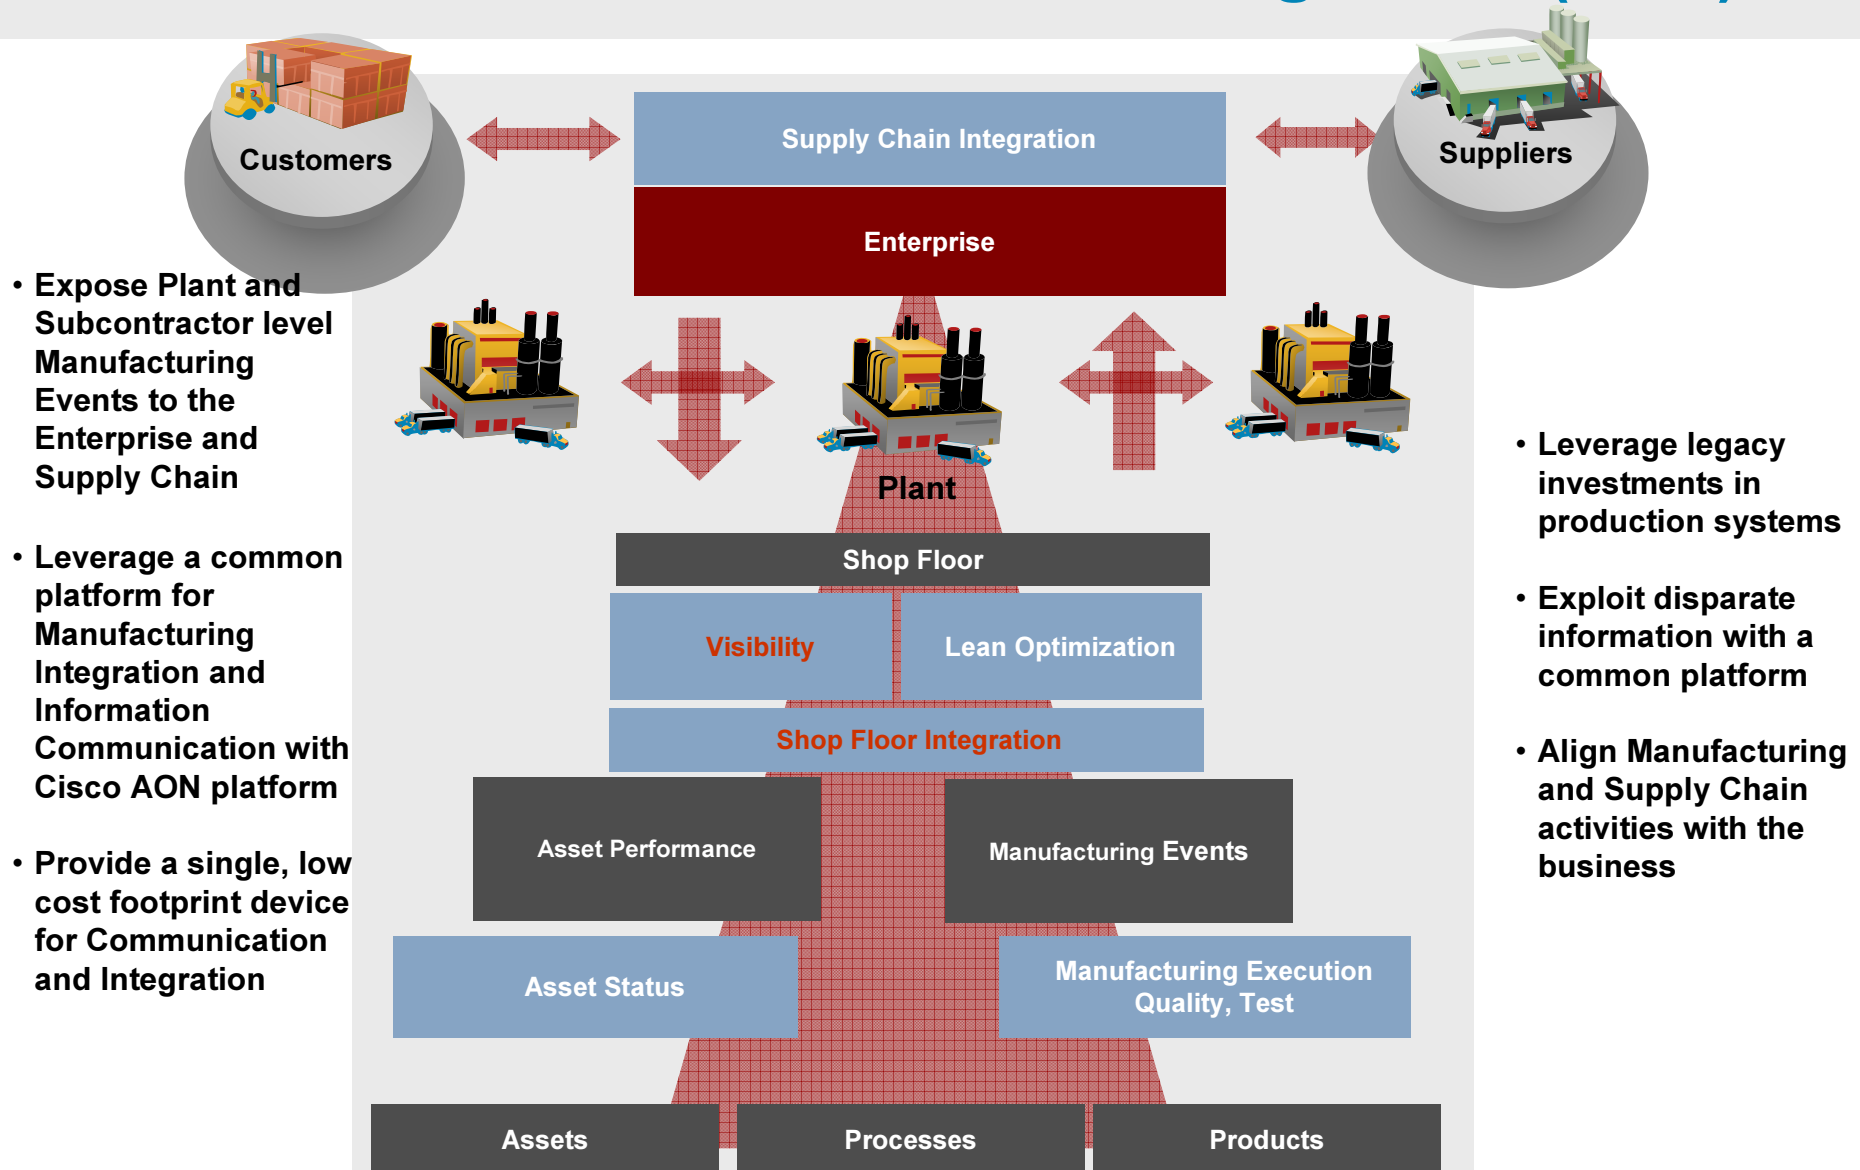 Customers
Supply Chain Integration
Suppliers
Enterprise
• Expose Plant and
Subcontractor level
Manufacturing
Events to the
Enterprise and
Supply Chain
• Leverage a common
platform for
Manufacturing
Integration and
Information
Communication with
Cisco AON platform
• Provide a single, low
cost footprint device
for Communication
and Integration
Plant
Shop Floor
Visibility
Lean Optimization
Shop Floor Integration
Asset Performance
Manufacturing Events
Asset Status
Manufacturing Execution
Quality, Test
Assets
Processes
Products
• Leverage legacy
investments in
production systems
• Exploit disparate
information with a
common platform
• Align Manufacturing
and Supply Chain
activities with the
business